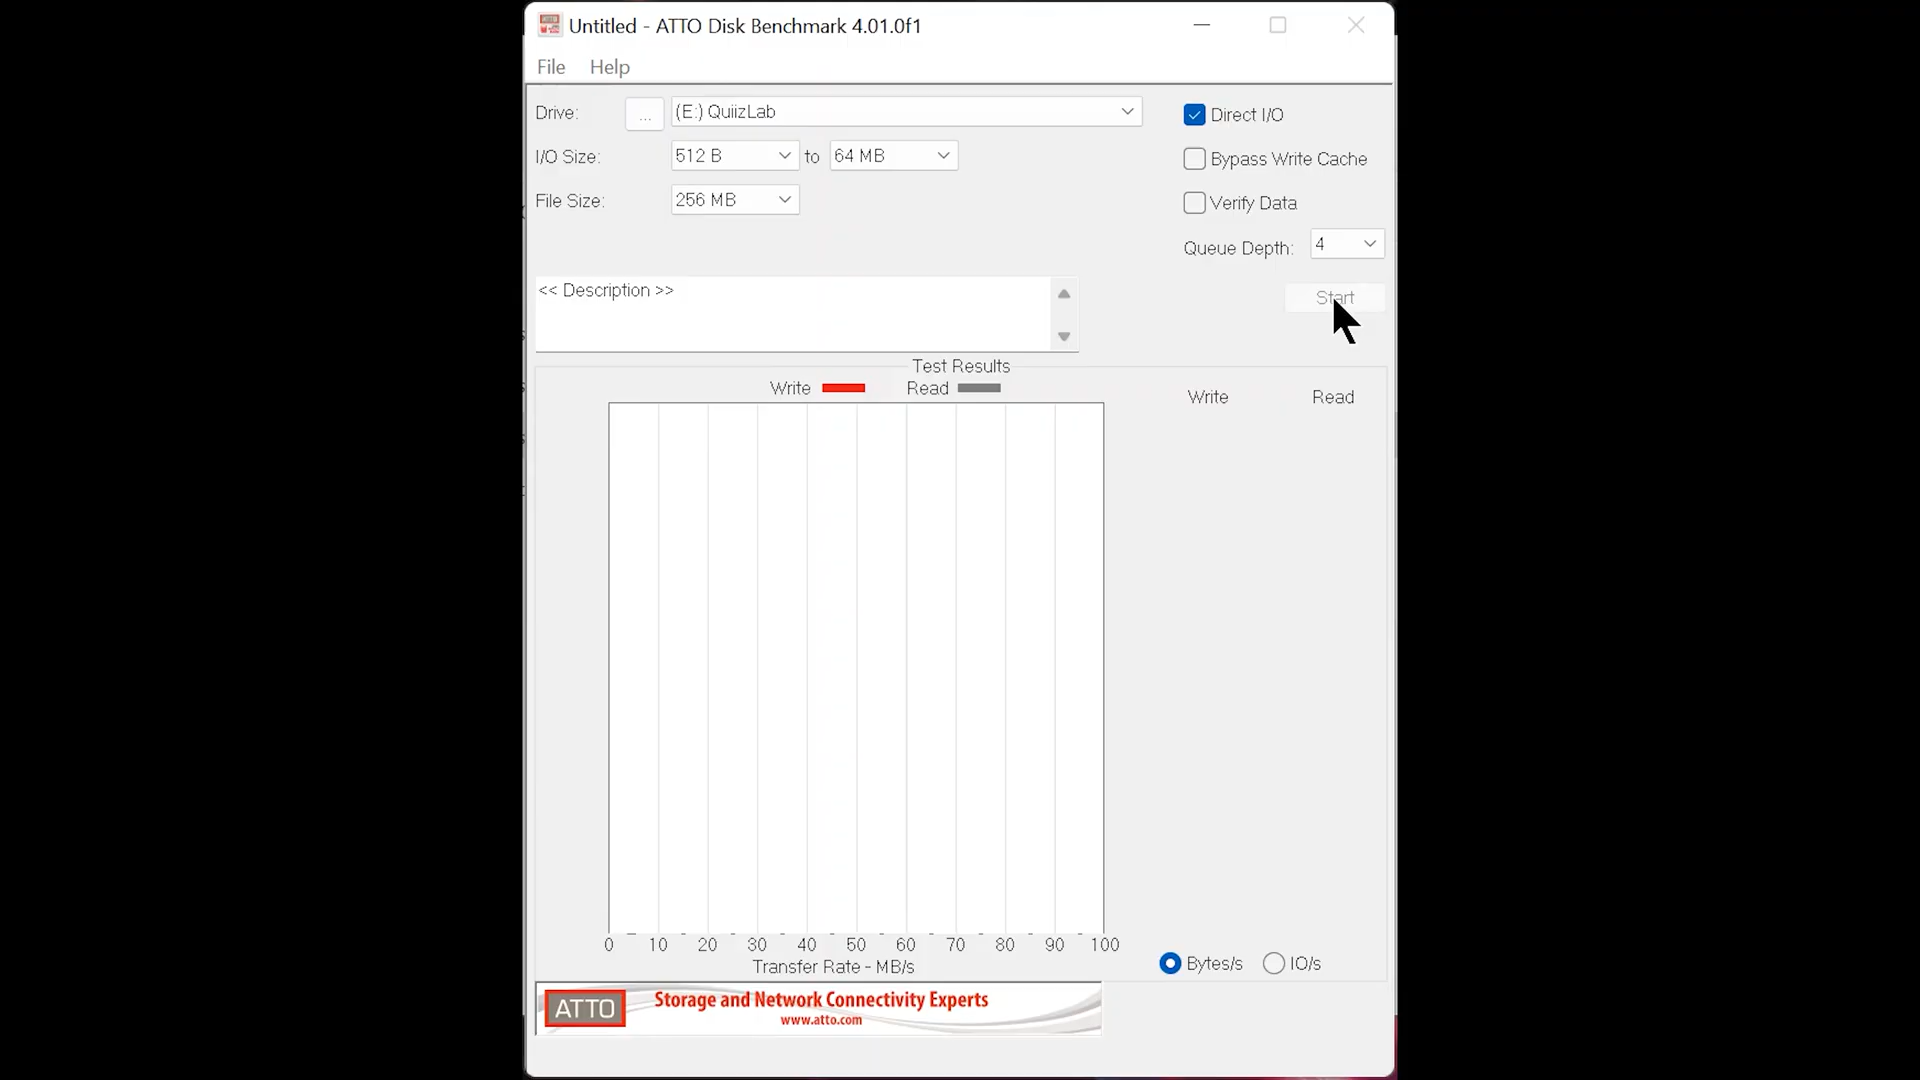 Untitled - ATTO Disk Benchmark 4.01.0f1
File Help
Drive: ... (E:) QuiizLab
Direct I/O
I/O Size: 512 B to 64 MB
Bypass Write Cache
File Size: 256 MB
Verify Data
Queue Depth: 4
<< Description >>
Start
Test Results
Write Read
Write Read
0 10 20 30 40 50 60 70 80 90 100
Transfer Rate - MB/s
Bytes/s IO/s
ATTO Storage and Network Connectivity Experts
www.atto.com